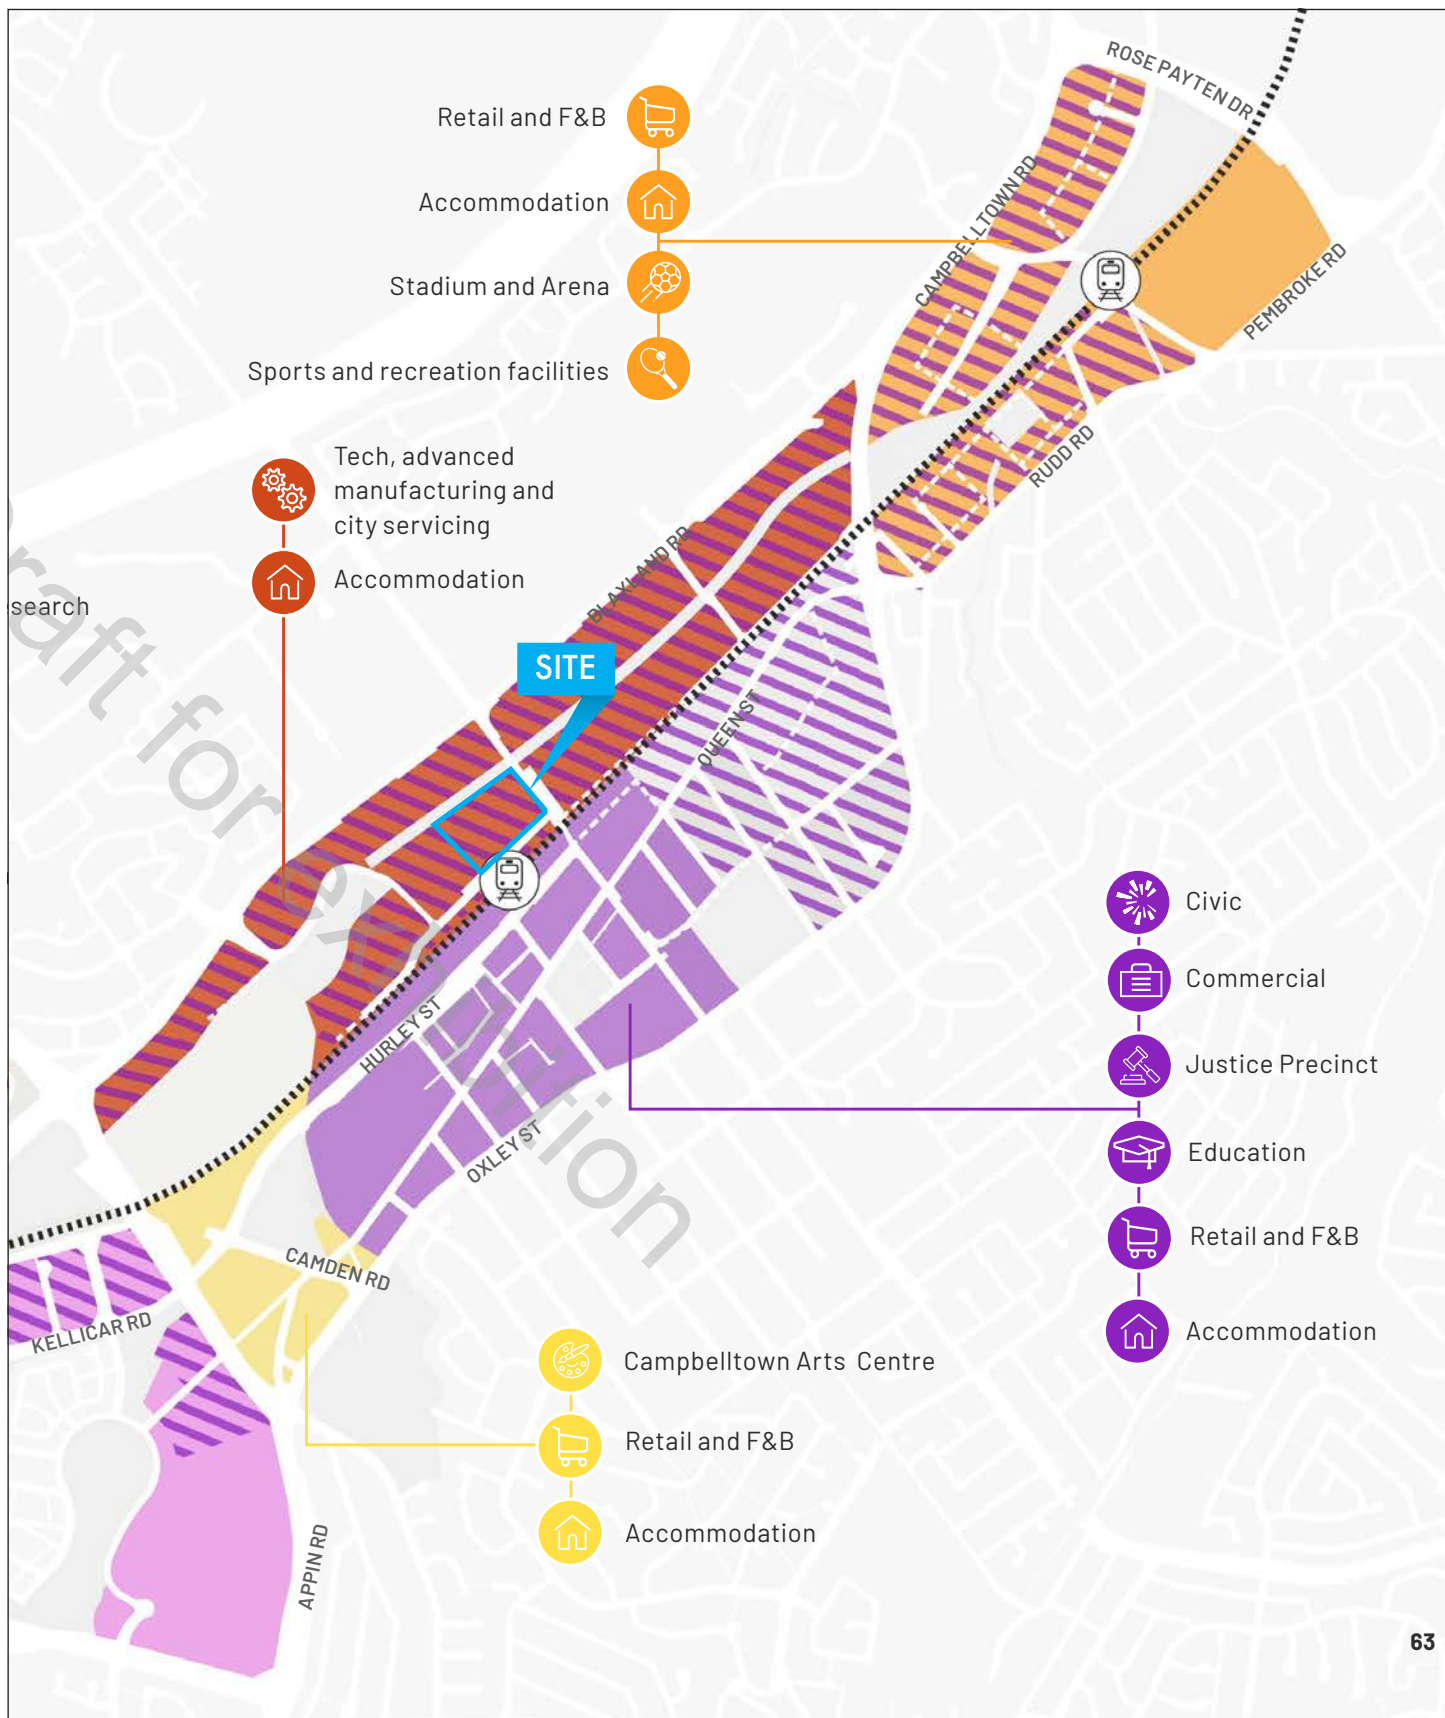 ROSE PAYTEN DR
Retail and F&B
Accommodation
Stadium and Arena
Sports and recreation facilities
CAMPBELLTOWN RD
PEMBROKE RD
RUDD RD
Tech, advanced
manufacturing and
city servicing
Accommodation
search
BLAXLAND RD
SITE
QUEEN ST
raft for exhibition
HURLEY ST
OXLEY ST
CAMDEN RD
KELLICAR RD
APPIN RD
Civic
Commercial
Justice Precinct
Education
Retail and F&B
Accommodation
Campbelltown Arts Centre
Retail and F&B
Accommodation
63